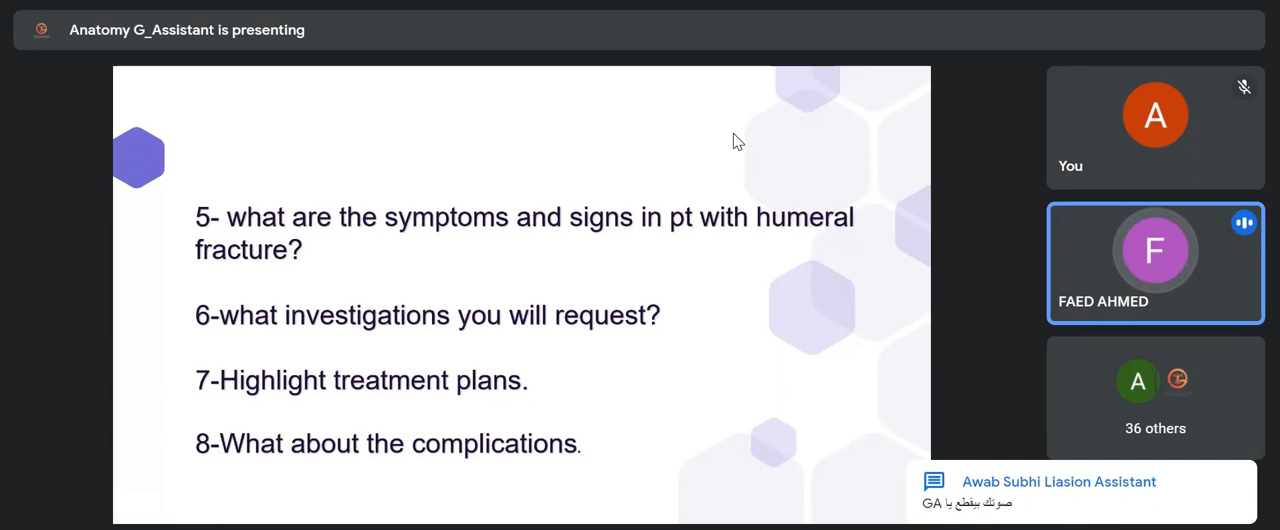 Anatomy G_Assistant is presenting
5- what are the symptoms and signs in pt with humeral
fracture?
6-what investigations you will request?
7-Highlight treatment plans.
8-What about the complications.
A
You
F
FAED AHMED
A
36 others
Awab Subhi Liasion Assistant
صوتك بيقطع يا GA